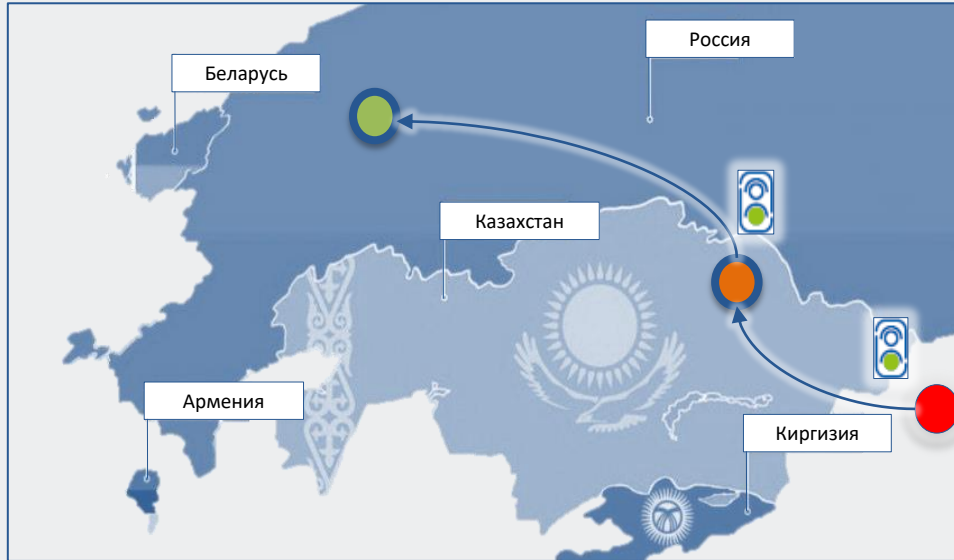 Россия
Беларусь
Казахстан
Армения
Киргизия